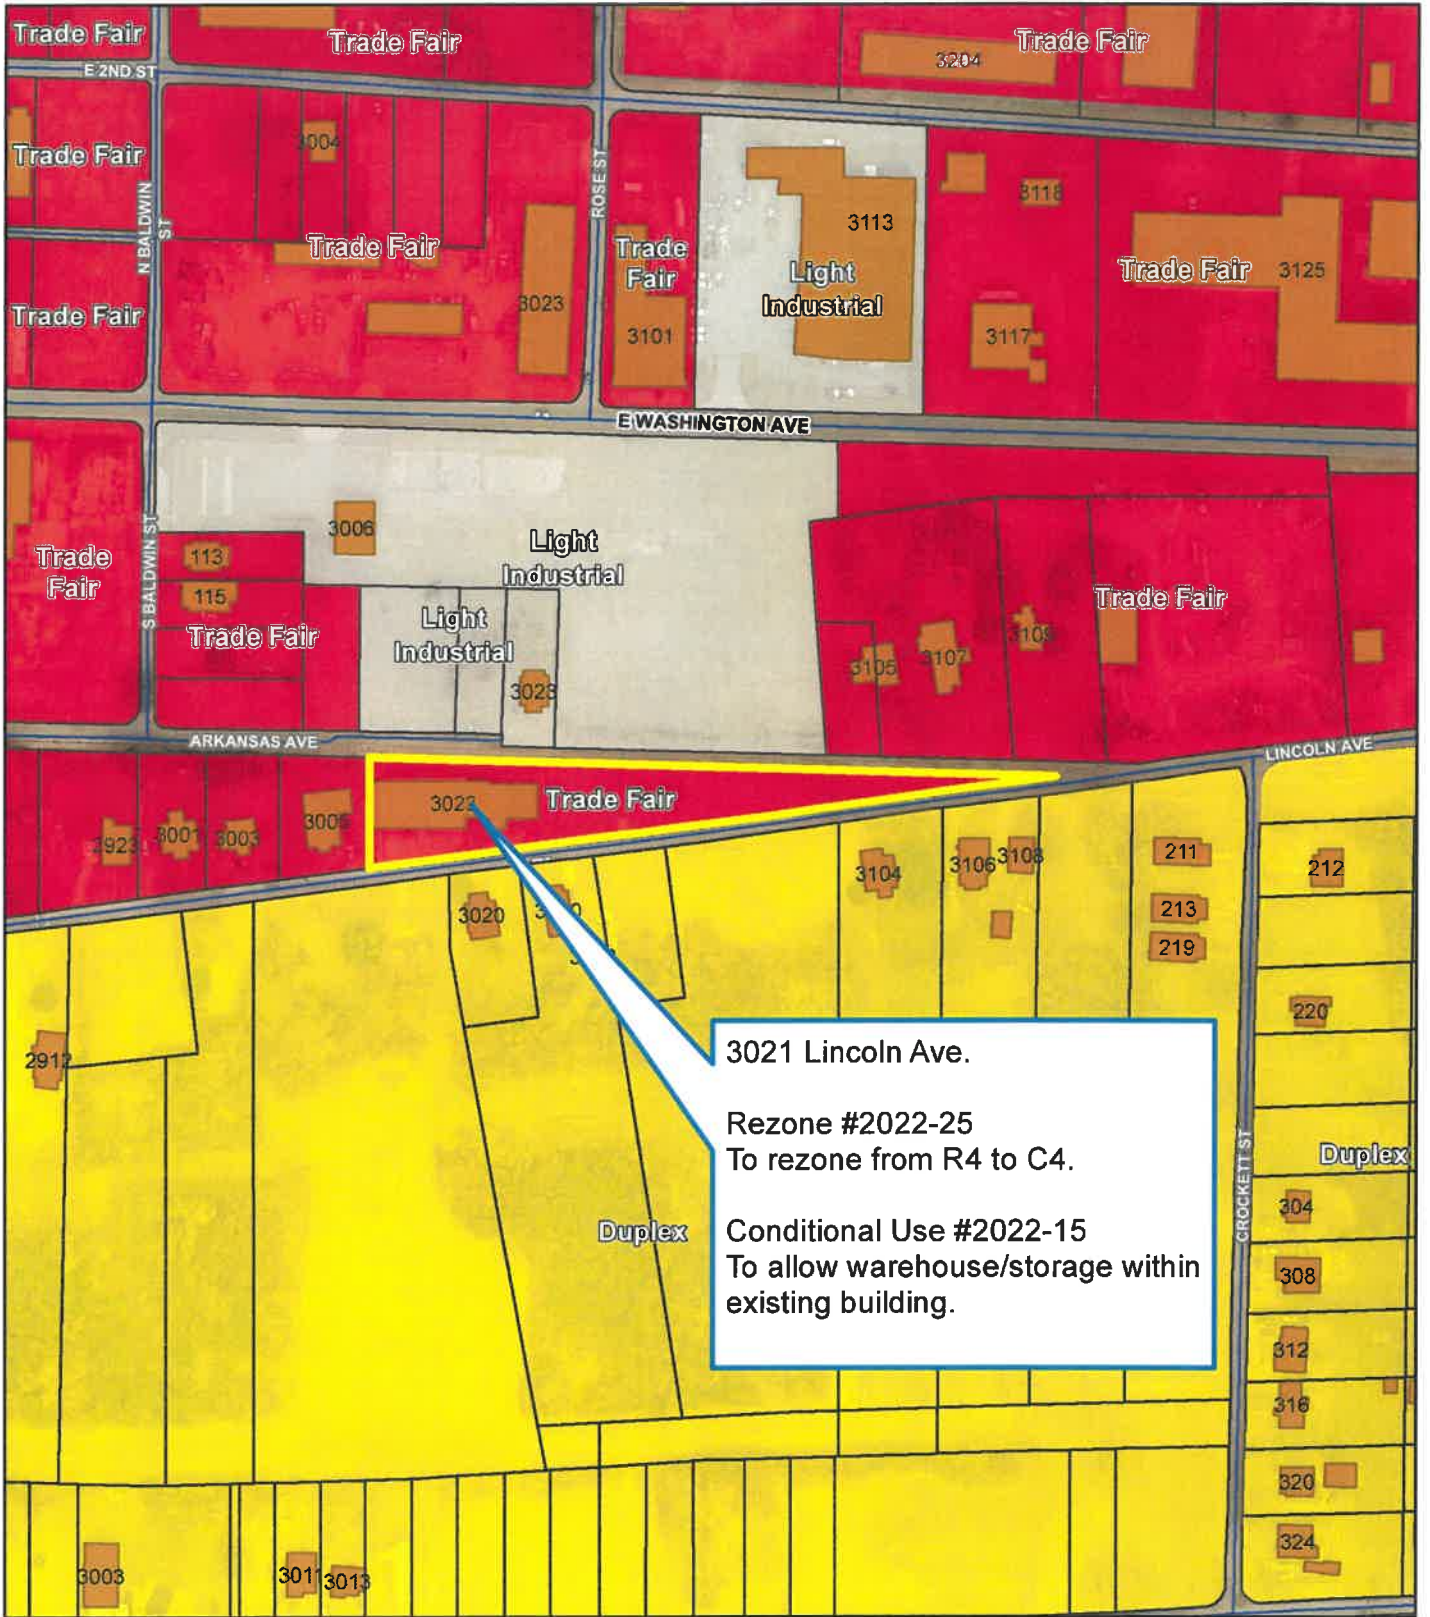 Trade Fair
Trade Fair
Trade Fair
3204
E 2ND ST
3004
Trade Fair
N BALDWIN
ST
ROSE ST
3118
3113
Trade Fair
Trade
Fair
Light
Industrial
Trade Fair
3125
Trade Fair
3023
3101
3117
E WASHINGTON AVE
3006
Trade
Fair
113
115
S BALDWIN ST
Light
Industrial
Trade Fair
Light
Industrial
Trade Fair
3023
3105
3107
3109
ARKANSAS AVE
LINCOLN AVE
2923
3001
3003
3005
3023
Trade Fair
3104
3106
3108
211
212
213
219
3020
220
2912
3021 Lincoln Ave.
Rezone #2022-25
To rezone from R4 to C4.
Conditional Use #2022-15
To allow warehouse/storage within
existing building.
CROCKETT ST
Duplex
Duplex
304
308
312
316
320
324
3003
3011
3013